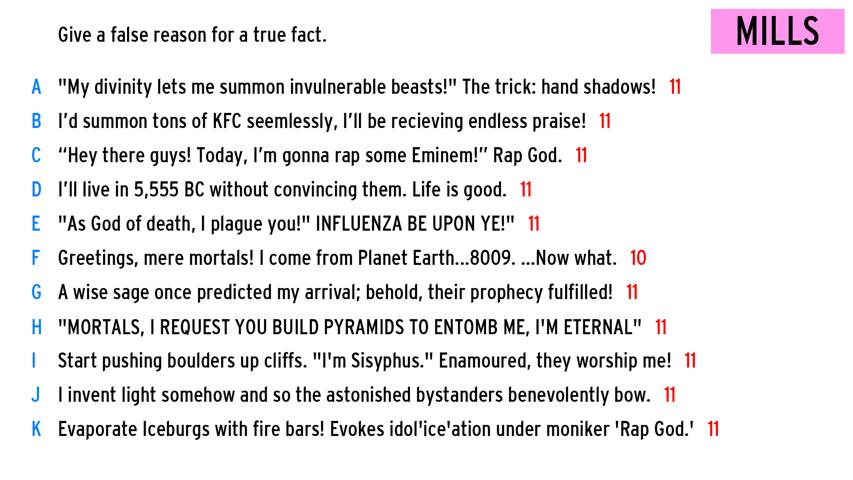 Give a false reason for a true fact.
MILLS
A "My divinity lets me summon invulnerable beasts!" The trick: hand shadows! 11
B I'd summon tons of KFC seemlessly, I'll be recieving endless praise! 11
C “Hey there guys! Today, I'm gonna rap some Eminem!” Rap God. 11
D I'll live in 5,555 BC without convincing them. Life is good. 11
E "As God of death, I plague you!" INFLUENZA BE UPON YE!" 11
F Greetings, mere mortals! I come from Planet Earth...8009. ...Now what. 10
G A wise sage once predicted my arrival; behold, their prophecy fulfilled! 11
H "MORTALS, I REQUEST YOU BUILD PYRAMIDS TO ENTOMB ME, I'M ETERNAL" 11
I Start pushing boulders up cliffs. "I'm Sisyphus." Enamoured, they worship me! 11
J I invent light somehow and so the astonished bystanders benevolently bow. 11
K Evaporate Iceburgs with fire bars! Evokes idol'ice'ation under moniker 'Rap God.' 11